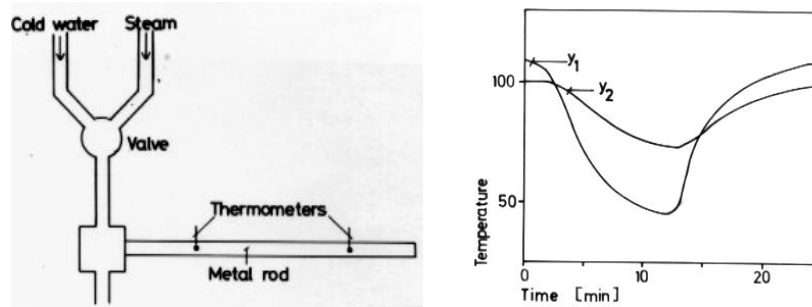 Cold water
Steam
Valve
Thermometers
Metal rod
Temperature
100
50
y1
y2
0
10
20
Time [min]